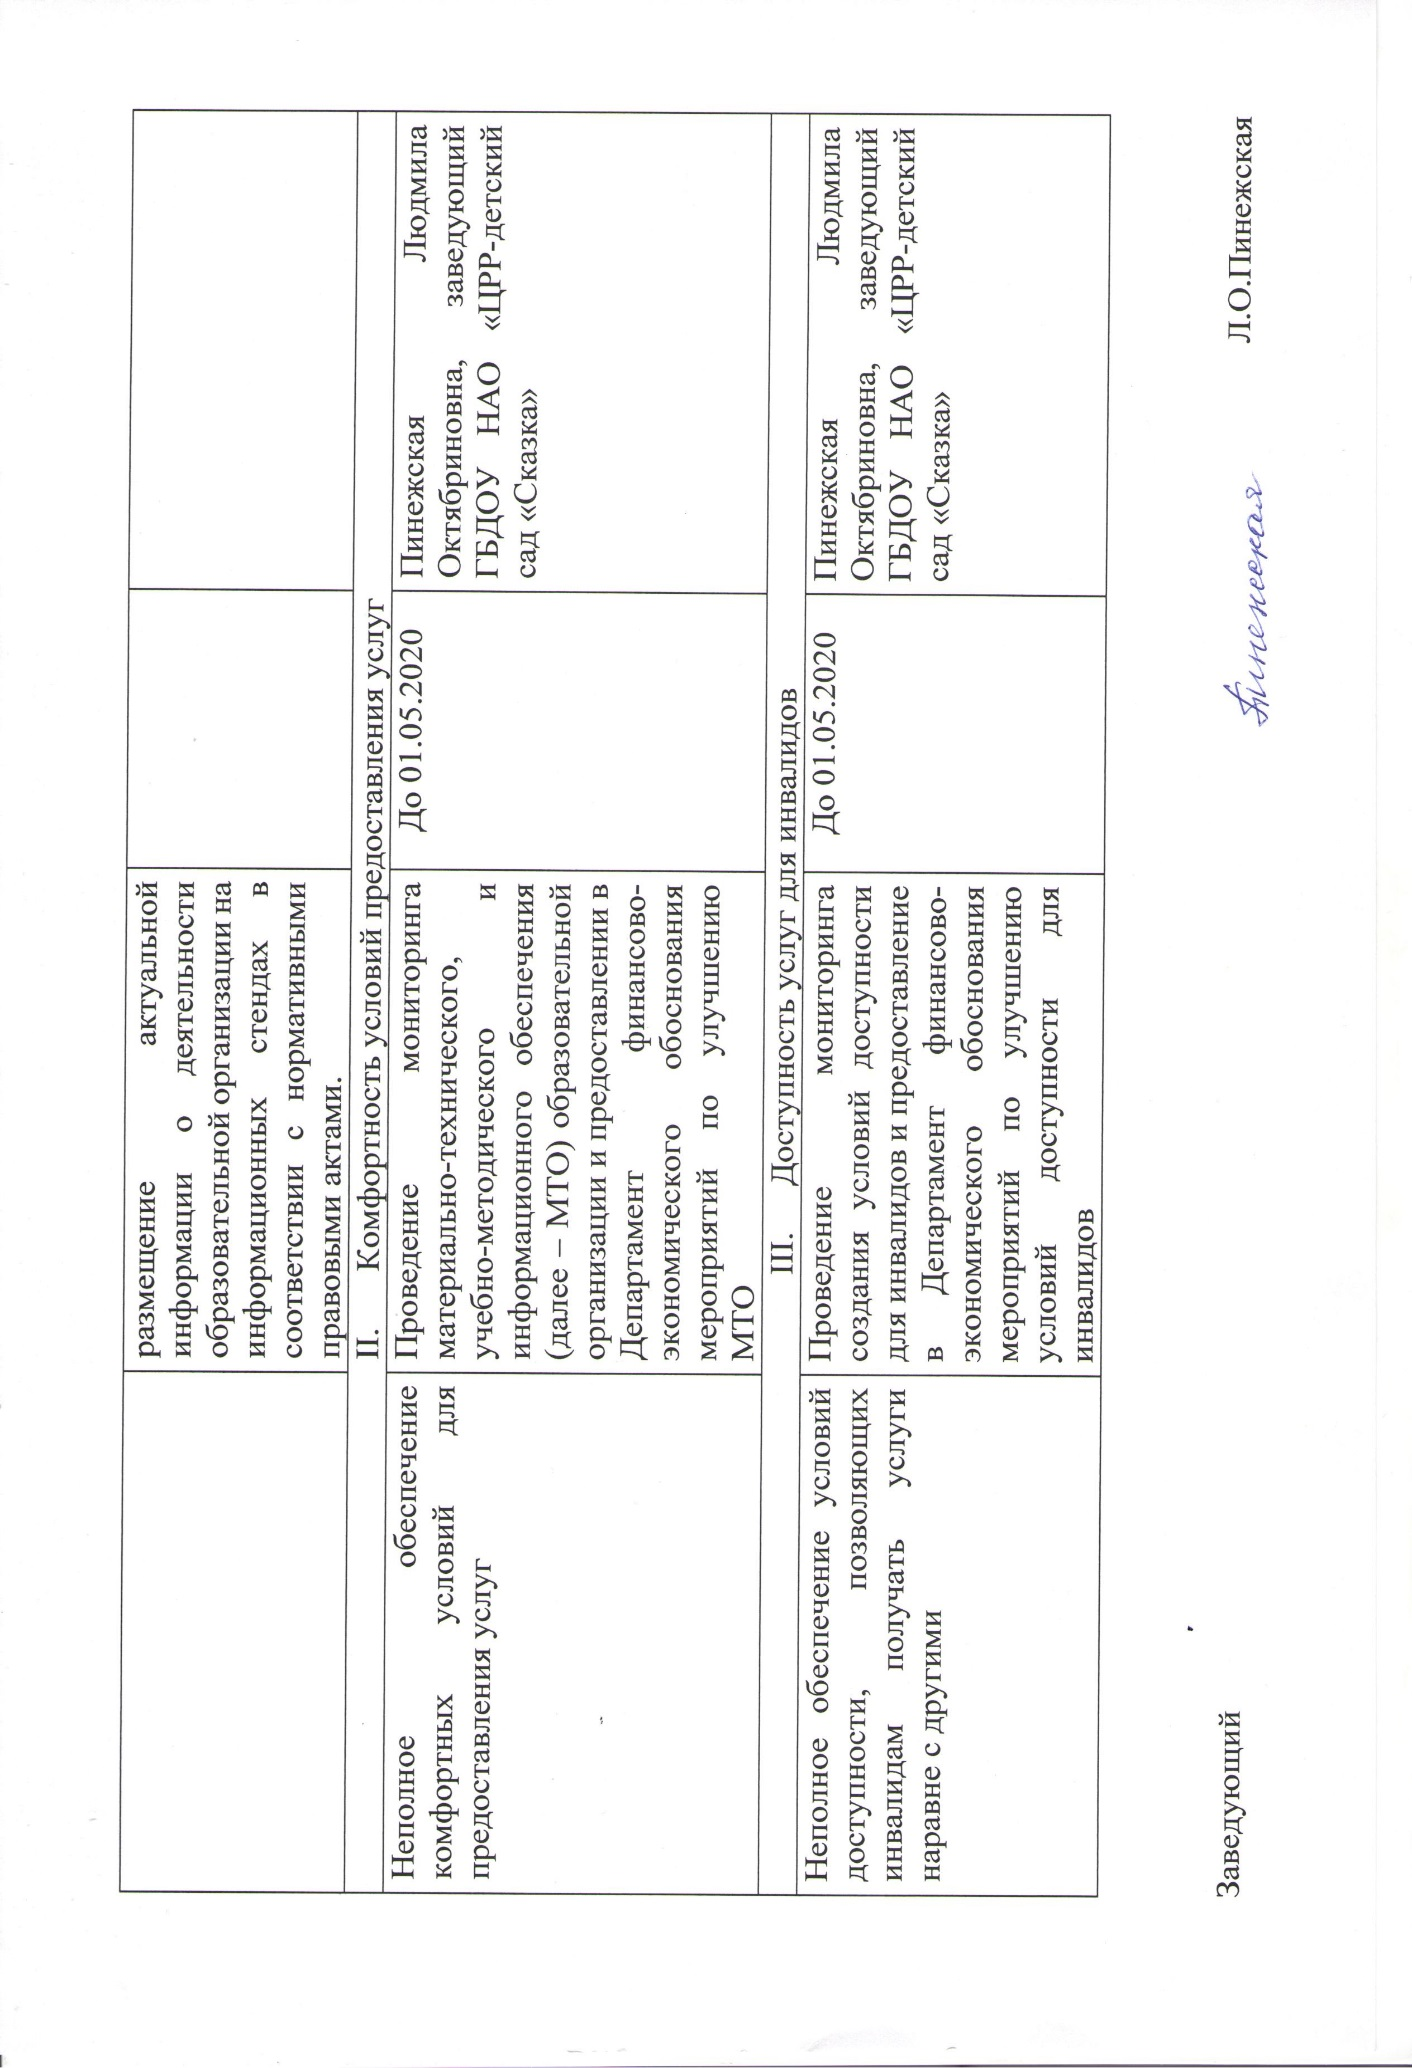 размещение актуальной
информации о деятельности
образовательной организации на
информационных стендах в
соответствии с нормативными
правовыми актами.
II. Комфортность условий предоставления услуг
Неполное обеспечение
комфортных условий для
предоставления услуг
Проведение мониторинга
материально-технического,
учебно-методического и
информационного обеспечения
(далее – МТО) образовательной
организации и предоставлении в
Департамент финансово-
экономического обоснования
мероприятий по улучшению
МТО
До 01.05.2020
Пинежская Людмила
Октябриновна, заведующий
ГБДОУ НАО «ЦРР-детский
сад «Сказка»
III. Доступность услуг для инвалидов
Неполное обеспечение условий
доступности, позволяющих
инвалидам получать услуги
наравне с другими
Проведение мониторинга
создания условий доступности
для инвалидов и предоставление
в Департамент финансово-
экономического обоснования
мероприятий по улучшению
условий доступности для
инвалидов
До 01.05.2020
Пинежская Людмила
Октябриновна, заведующий
ГБДОУ НАО «ЦРР-детский
сад «Сказка»
Заведующий Пинежская Л.О.Пинежская